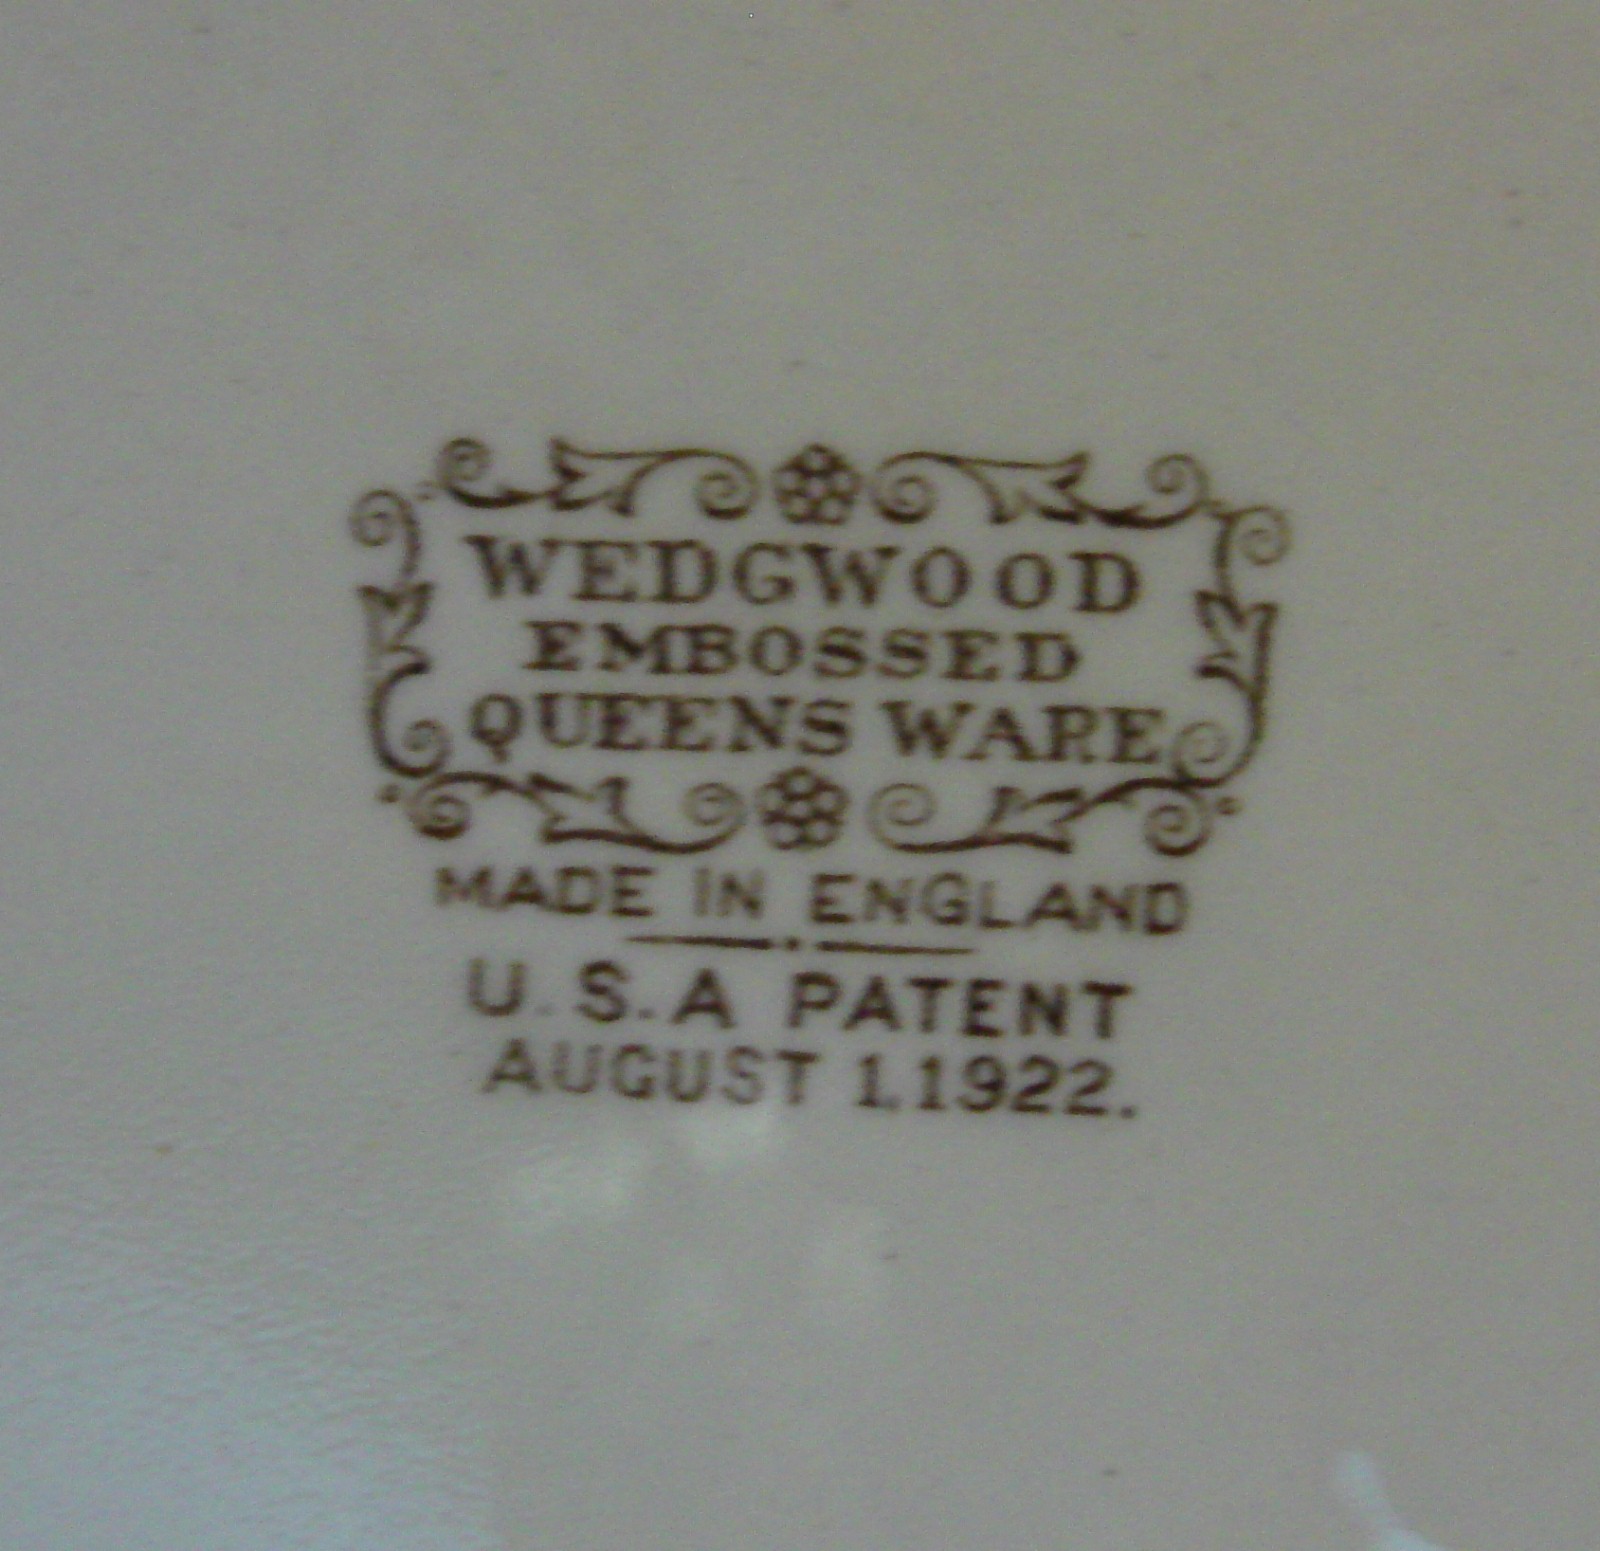 WEDGWOOD
EMBOSSED
QUEENS WARE
MADE IN ENGLAND
U.S.A PATENT
AUGUST 1.1922.